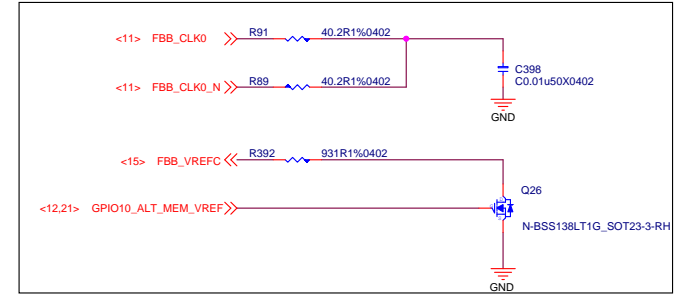 <11> FBB_CLK0 R91 40.2R1%0402
C398
<11> FBB_CLK0_N R89 40.2R1%0402
C0.01u50X0402
GND
<15> FBB_VREFC R392 931R1%0402
Q26
<12,21> GPIO10_ALT_MEM_VREF
N-BSS138LT1G_SOT23-3-RH
GND